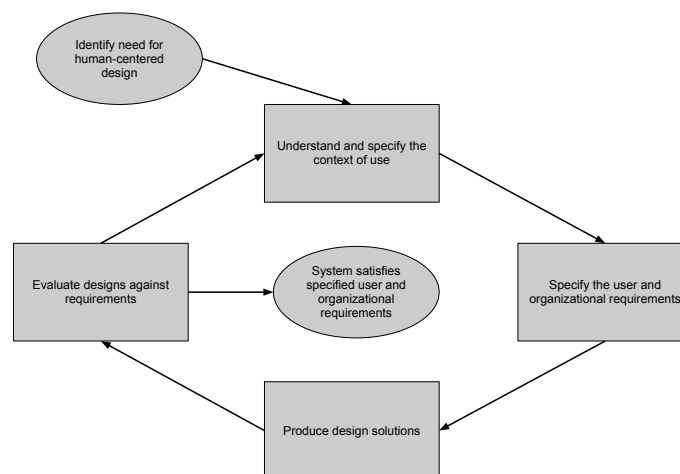 Identify need for
human-centered
design
Understand and specify the
context of use
Evaluate designs against
requirements
System satisfies
specified user and
organizational
requirements
Specify the user and
organizational requirements
Produce design solutions